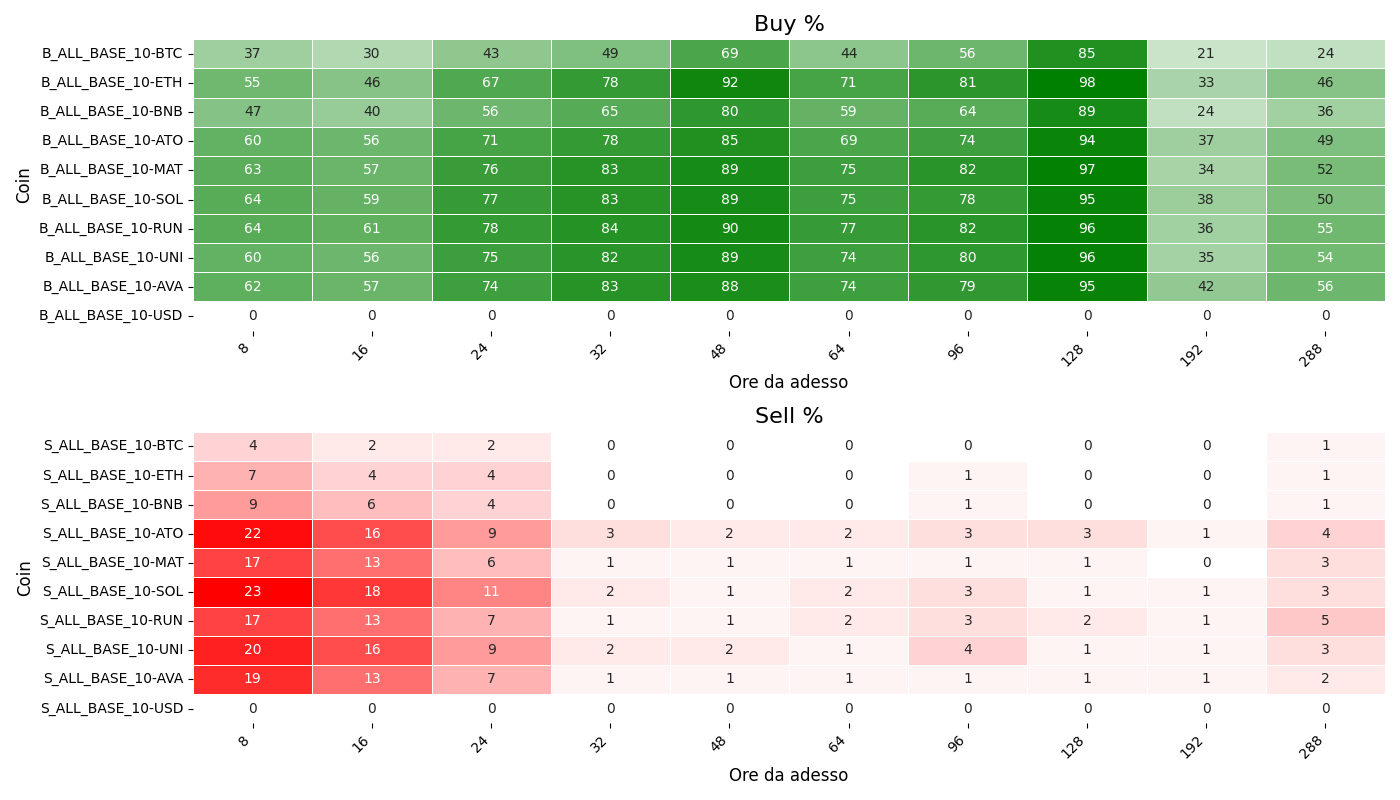 Buy %
Coin
B_ALL_BASE_10-BTC 37 30 43 49 69 44 56 85 21 24
B_ALL_BASE_10-ETH 55 46 67 78 92 71 81 98 33 46
B_ALL_BASE_10-BNB 47 40 56 65 80 59 64 89 24 36
B_ALL_BASE_10-ATO 60 56 71 78 85 69 74 94 37 49
B_ALL_BASE_10-MAT 63 57 76 83 89 75 82 97 34 52
B_ALL_BASE_10-SOL 64 59 77 83 89 75 78 95 38 50
B_ALL_BASE_10-RUN 64 61 78 84 90 77 82 96 36 55
B_ALL_BASE_10-UNI 60 56 75 82 89 74 80 96 35 54
B_ALL_BASE_10-AVA 62 57 74 83 88 74 79 95 42 56
B_ALL_BASE_10-USD 0 0 0 0 0 0 0 0 0 0
8 16 24 32 48 64 96 128 192 288
Ore da adesso
Sell %
Coin
S_ALL_BASE_10-BTC 4 2 2 0 0 0 0 0 0 1
S_ALL_BASE_10-ETH 7 4 4 0 0 0 1 0 0 1
S_ALL_BASE_10-BNB 9 6 4 0 0 0 1 0 0 1
S_ALL_BASE_10-ATO 22 16 9 3 2 2 3 3 1 4
S_ALL_BASE_10-MAT 17 13 6 1 1 1 1 1 0 3
S_ALL_BASE_10-SOL 23 18 11 2 1 2 3 1 1 3
S_ALL_BASE_10-RUN 17 13 7 1 1 2 3 2 1 5
S_ALL_BASE_10-UNI 20 16 9 2 2 1 4 1 1 3
S_ALL_BASE_10-AVA 19 13 7 1 1 1 1 1 1 2
S_ALL_BASE_10-USD 0 0 0 0 0 0 0 0 0 0
8 16 24 32 48 64 96 128 192 288
Ore da adesso